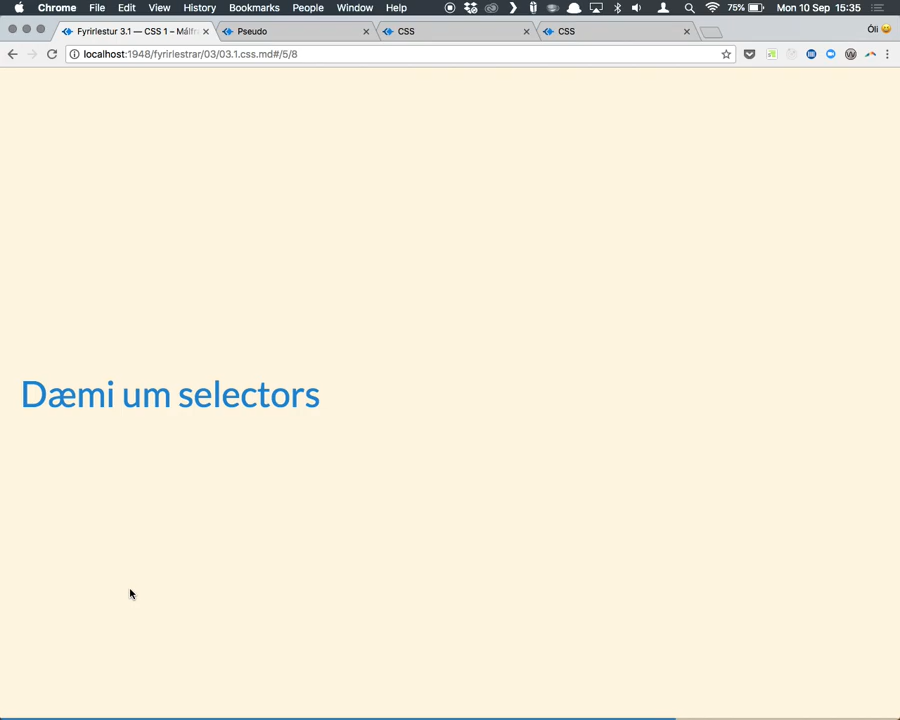 Chrome File Edit View History Bookmarks People Window Help 75% Mon 10 Sep 15:35
Fyrirlestur 3.1 — CSS 1 – Málfr Pseudo CSS CSS Óli
localhost:1948/fyrirlestrar/03/03.1.css.md#/5/8
Dæmi um selectors